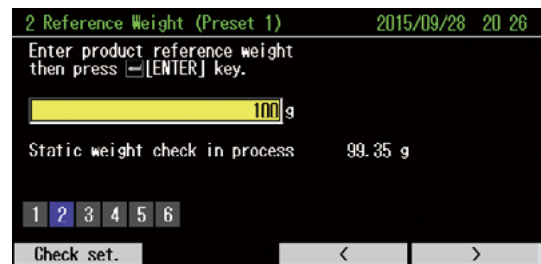 2 Reference Weight (Preset 1) 2015/09/28 20 26
Enter product reference weight
then press [ENTER] key.
100 g
Static weight check in process 99.35 g
1 2 3 4 5 6
Check set. < >